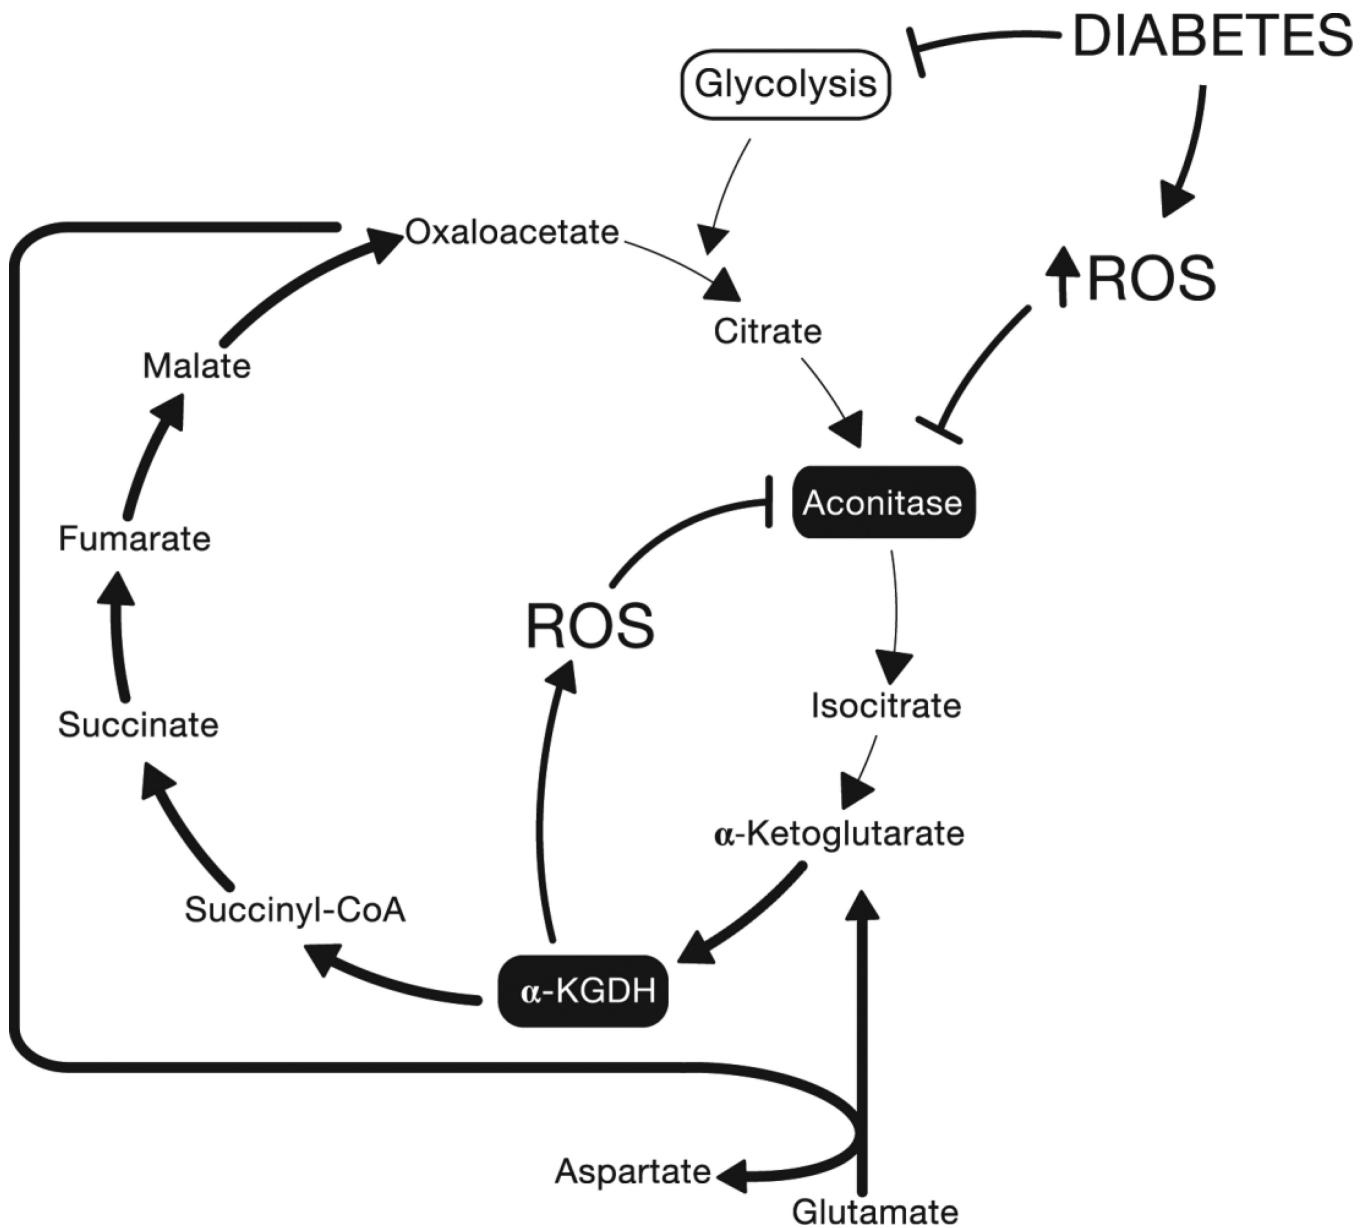 DIABETES
Glycolysis
Oxaloacetate
ROS
Citrate
Malate
Aconitase
Fumarate
ROS
Isocitrate
Succinate
α-Ketoglutarate
Succinyl-CoA
α-KGDH
Aspartate
Glutamate